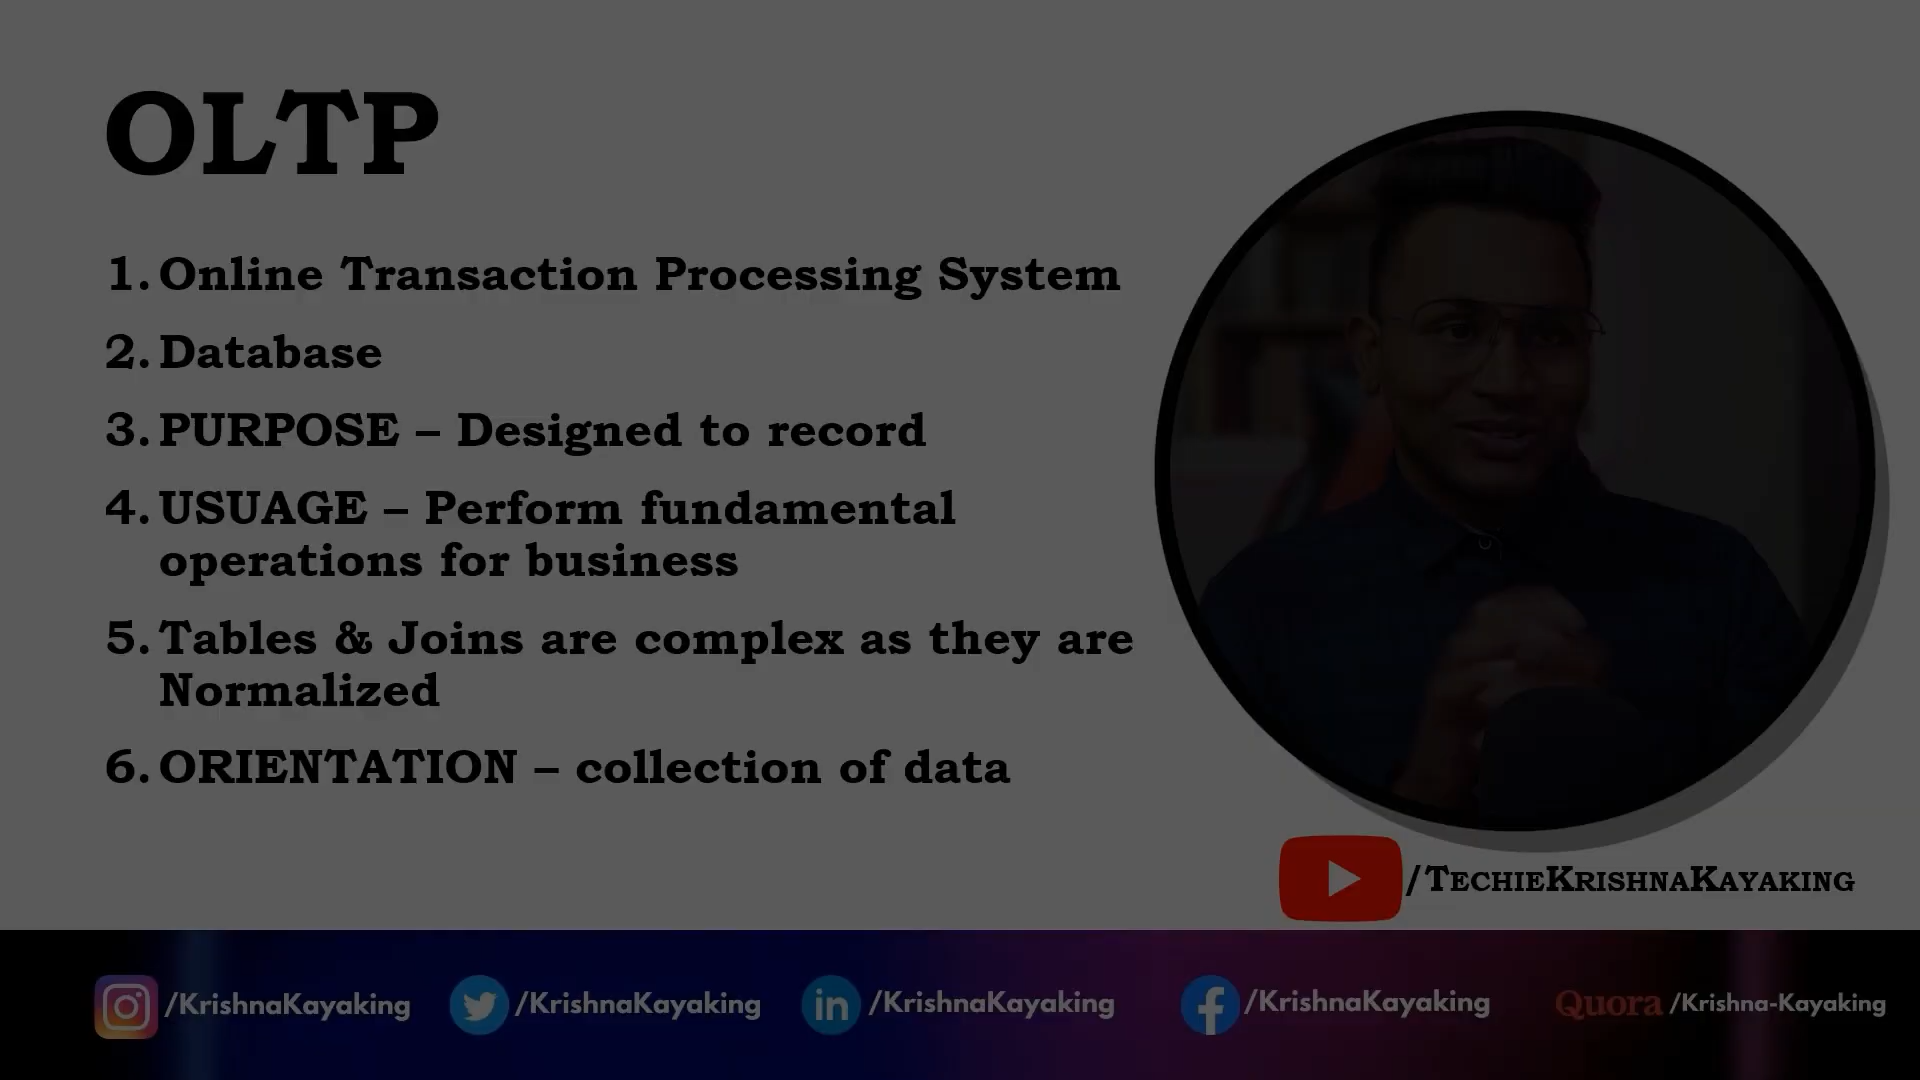 OLTP
1. Online Transaction Processing System
2. Database
3. PURPOSE – Designed to record
4. USUAGE – Perform fundamental
operations for business
5. Tables & Joins are complex as they are
Normalized
6. ORIENTATION – collection of data
/TECHIEKRISHNAKAYAKING
/KrishnaKayaking
/KrishnaKayaking
in /KrishnaKayaking
/KrishnaKayaking
Quora /Krishna-Kayaking